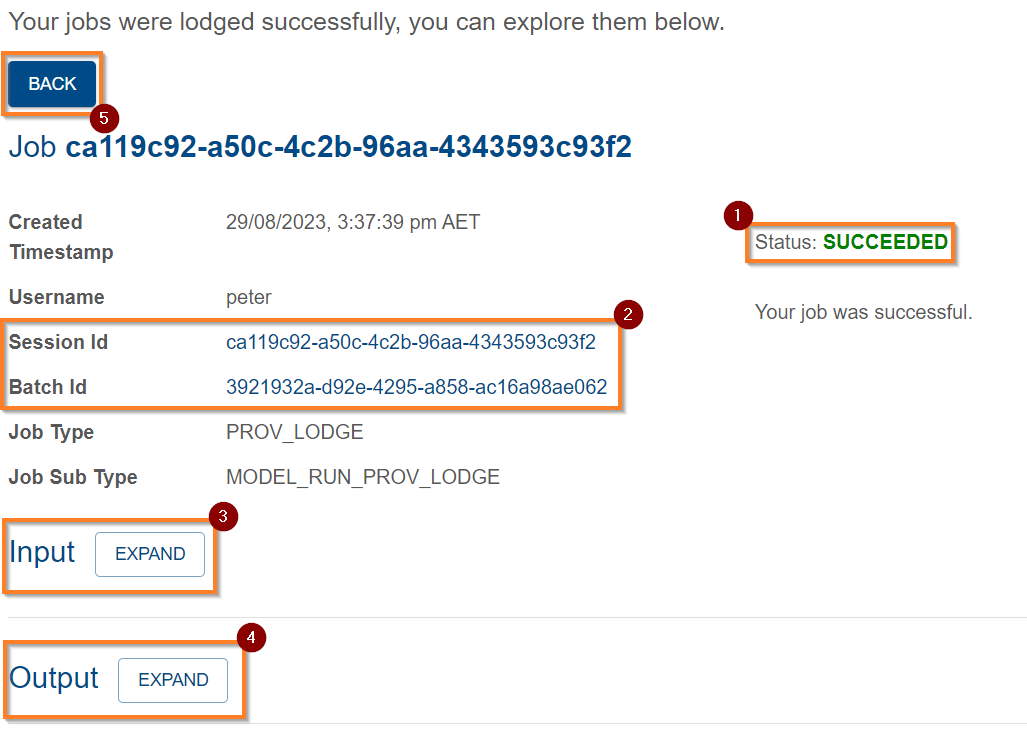 Your jobs were lodged successfully, you can explore them below.
BACK
5
Job ca119c92-a50c-4c2b-96aa-4343593c93f2
Created Timestamp
29/08/2023, 3:37:39 pm AET
1
Status: SUCCEEDED
Username peter
Your job was successful.
2
Session Id ca119c92-a50c-4c2b-96aa-4343593c93f2
Batch Id 3921932a-d92e-4295-a858-ac16a98ae062
Job Type PROV_LODGE
Job Sub Type MODEL_RUN_PROV_LODGE
3
Input EXPAND
4
Output EXPAND